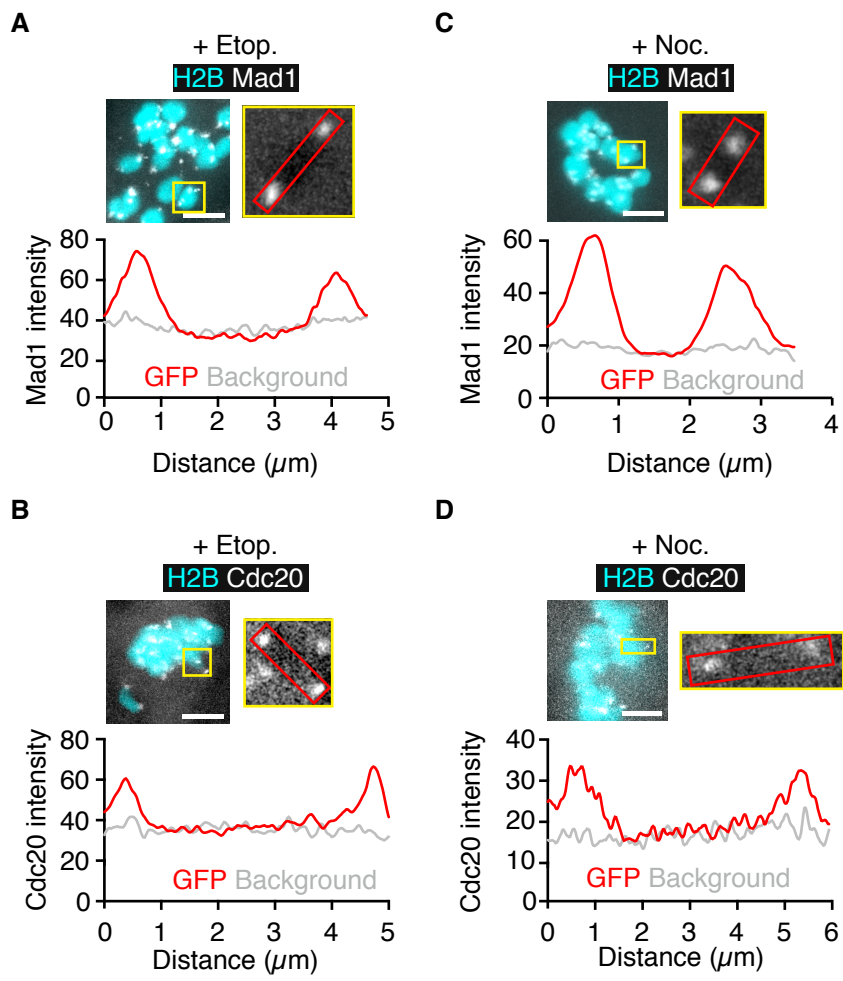 A
+ Etop.
H2B Mad1
80
60
40
20
0
Mad1 intensity
GFP Background
0 1 2 3 4 5
Distance (µm)
C
+ Noc.
H2B Mad1
60
40
20
0
Mad1 intensity
GFP Background
0 1 2 3 4
Distance (µm)
B
+ Etop.
H2B Cdc20
80
60
40
20
0
Cdc20 intensity
GFP Background
0 1 2 3 4 5
Distance (µm)
D
+ Noc.
H2B Cdc20
40
30
20
10
0
Cdc20 intensity
GFP Background
0 1 2 3 4 5 6
Distance (µm)